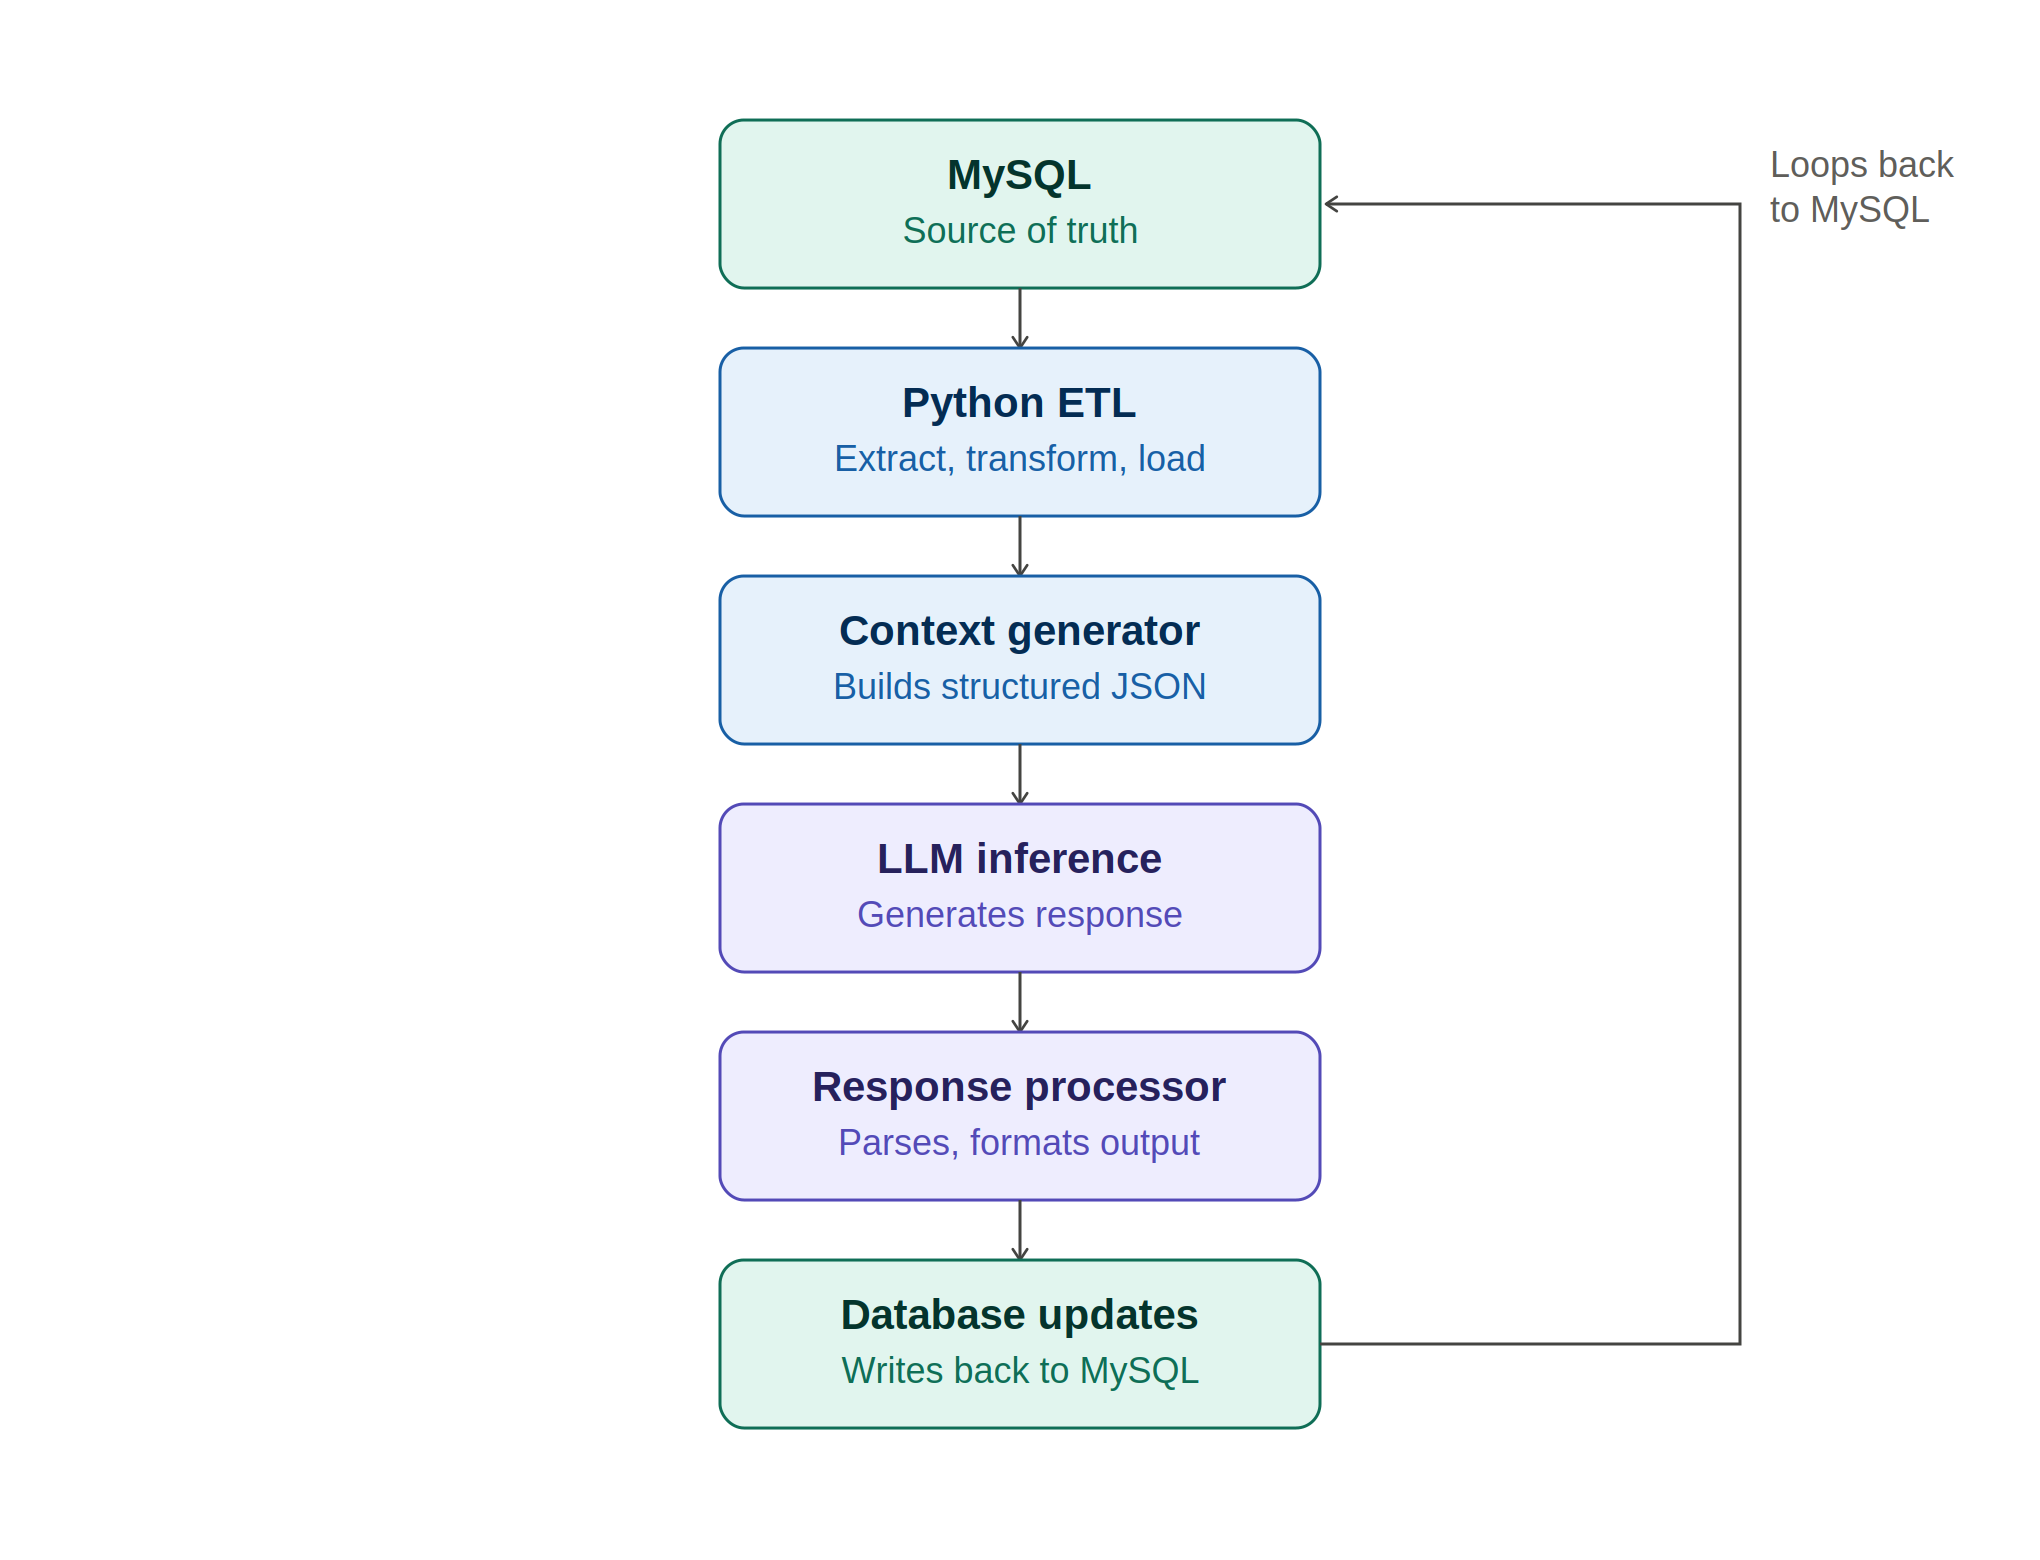 MySQL
Source of truth
Loops back
to MySQL
Python ETL
Extract, transform, load
Context generator
Builds structured JSON
LLM inference
Generates response
Response processor
Parses, formats output
Database updates
Writes back to MySQL